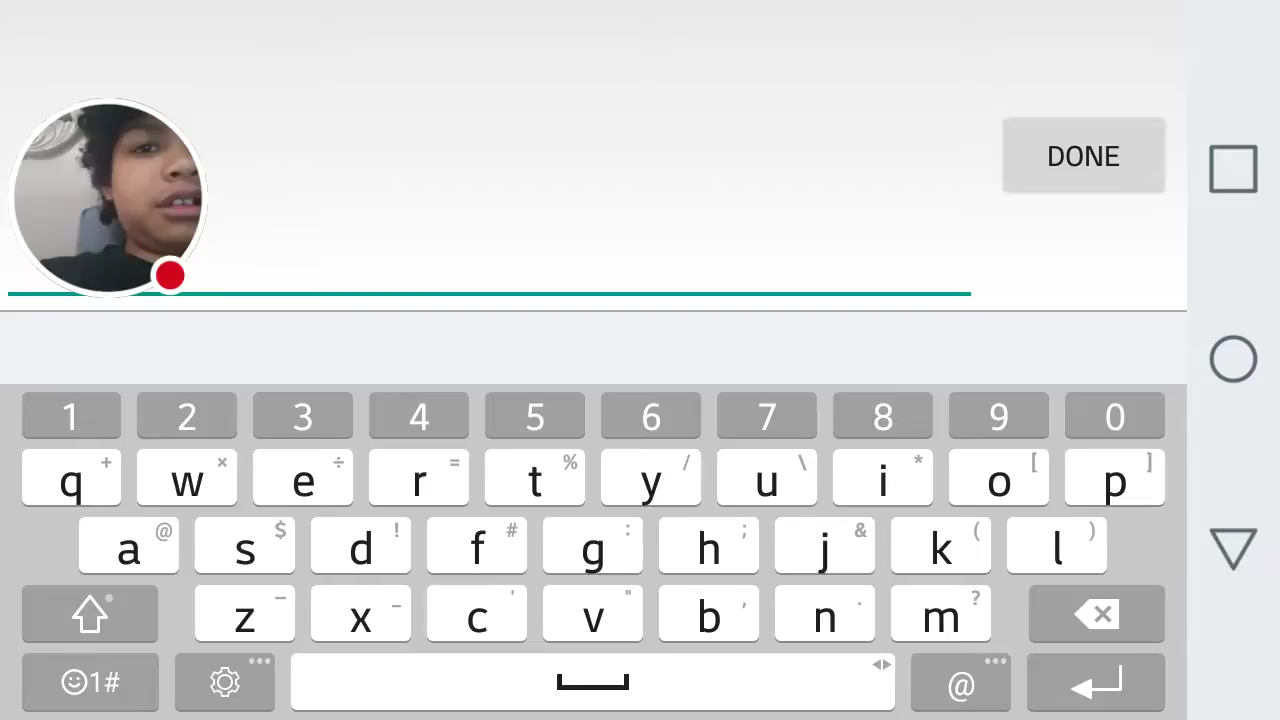 DONE
1 2 3 4 5 6 7 8 9 0
q + w × e ÷ r = t % y / u \ i * o [ p ]
a @ s $ d ! f # g : h ; j & k ( l )
z – x _ c ' v " b , n . m ?
☺1# @